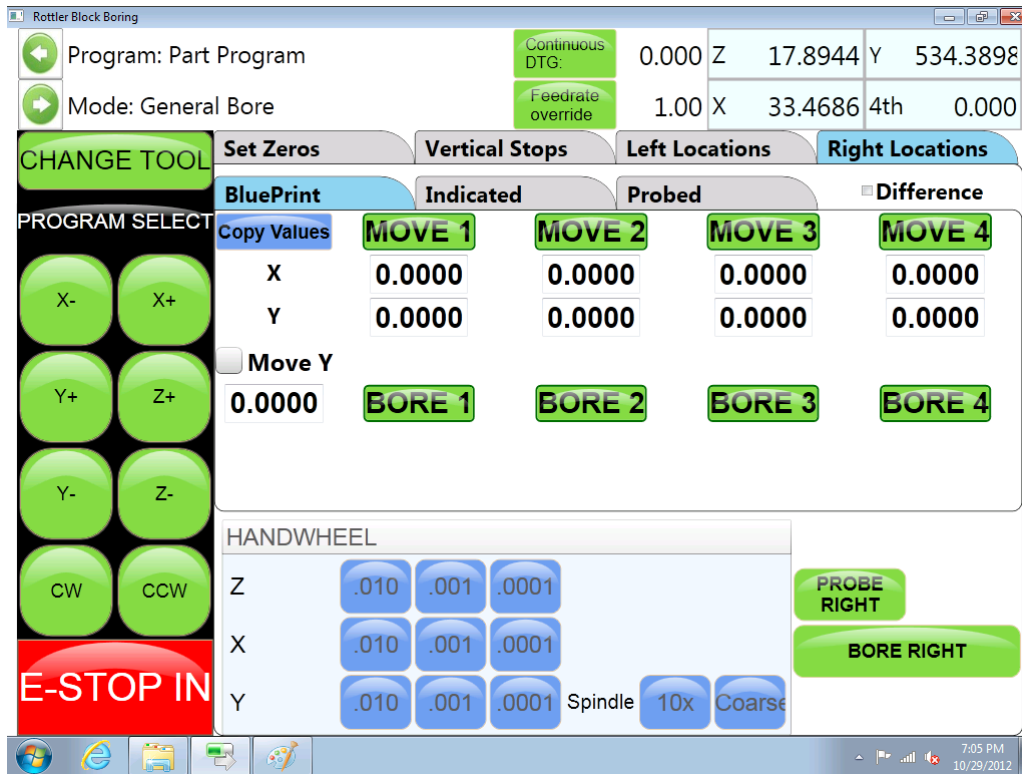 Rottler Block Boring
Program: Part Program
Continuous DTG: 0.000 Z 17.8944 Y 534.3898
Mode: General Bore
Feedrate override 1.00 X 33.4686 4th 0.000
CHANGE TOOL
Set Zeros Vertical Stops Left Locations Right Locations
BluePrint Indicated Probed Difference
PROGRAM SELECT
Copy Values MOVE 1 MOVE 2 MOVE 3 MOVE 4
X 0.0000 0.0000 0.0000 0.0000
Y 0.0000 0.0000 0.0000 0.0000
Move Y
0.0000 BORE 1 BORE 2 BORE 3 BORE 4
X- X+
Y+ Z+
Y- Z-
CW CCW
E-STOP IN
HANDWHEEL
Z .010 .001 .0001
X .010 .001 .0001
Y .010 .001 .0001 Spindle 10x Coarse
PROBE
RIGHT
BORE RIGHT
7:05 PM
10/29/2012